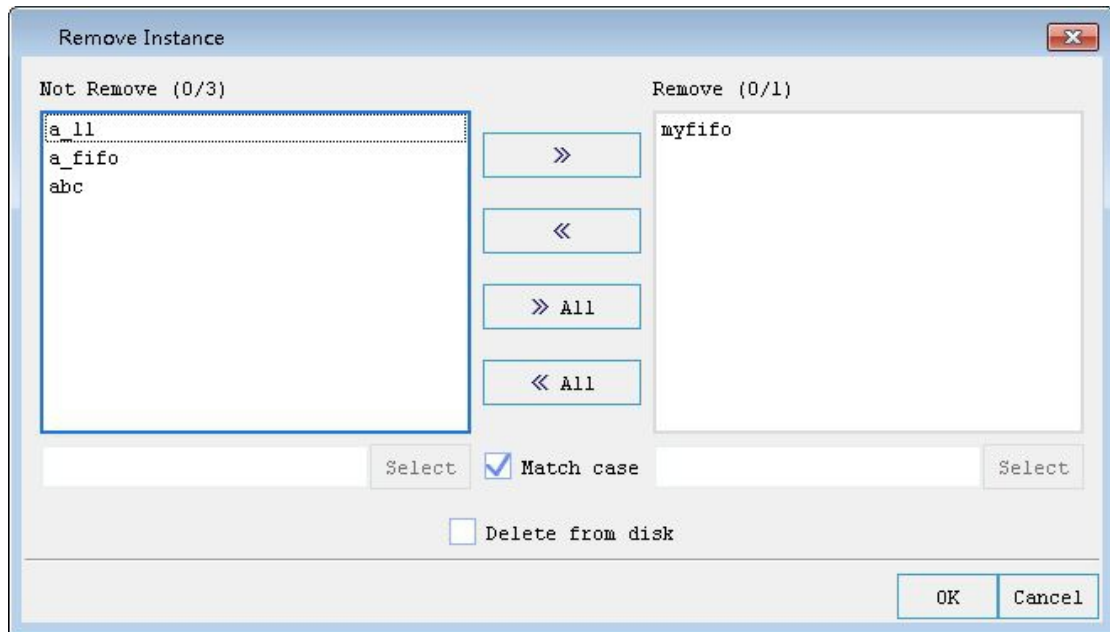 Remove Instance
Not Remove (0/3)
Remove (0/1)
a_ll
a_fifo
abc
»
«
» All
« All
myfifo
Select
Match case
Select
Delete from disk
OK
Cancel